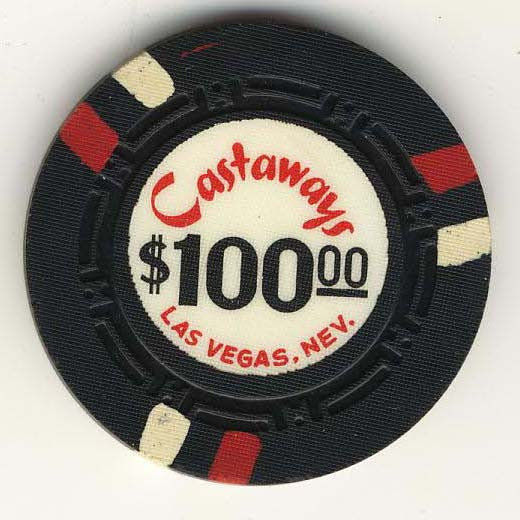 Castaways
$100 00
LAS VEGAS, NEV.